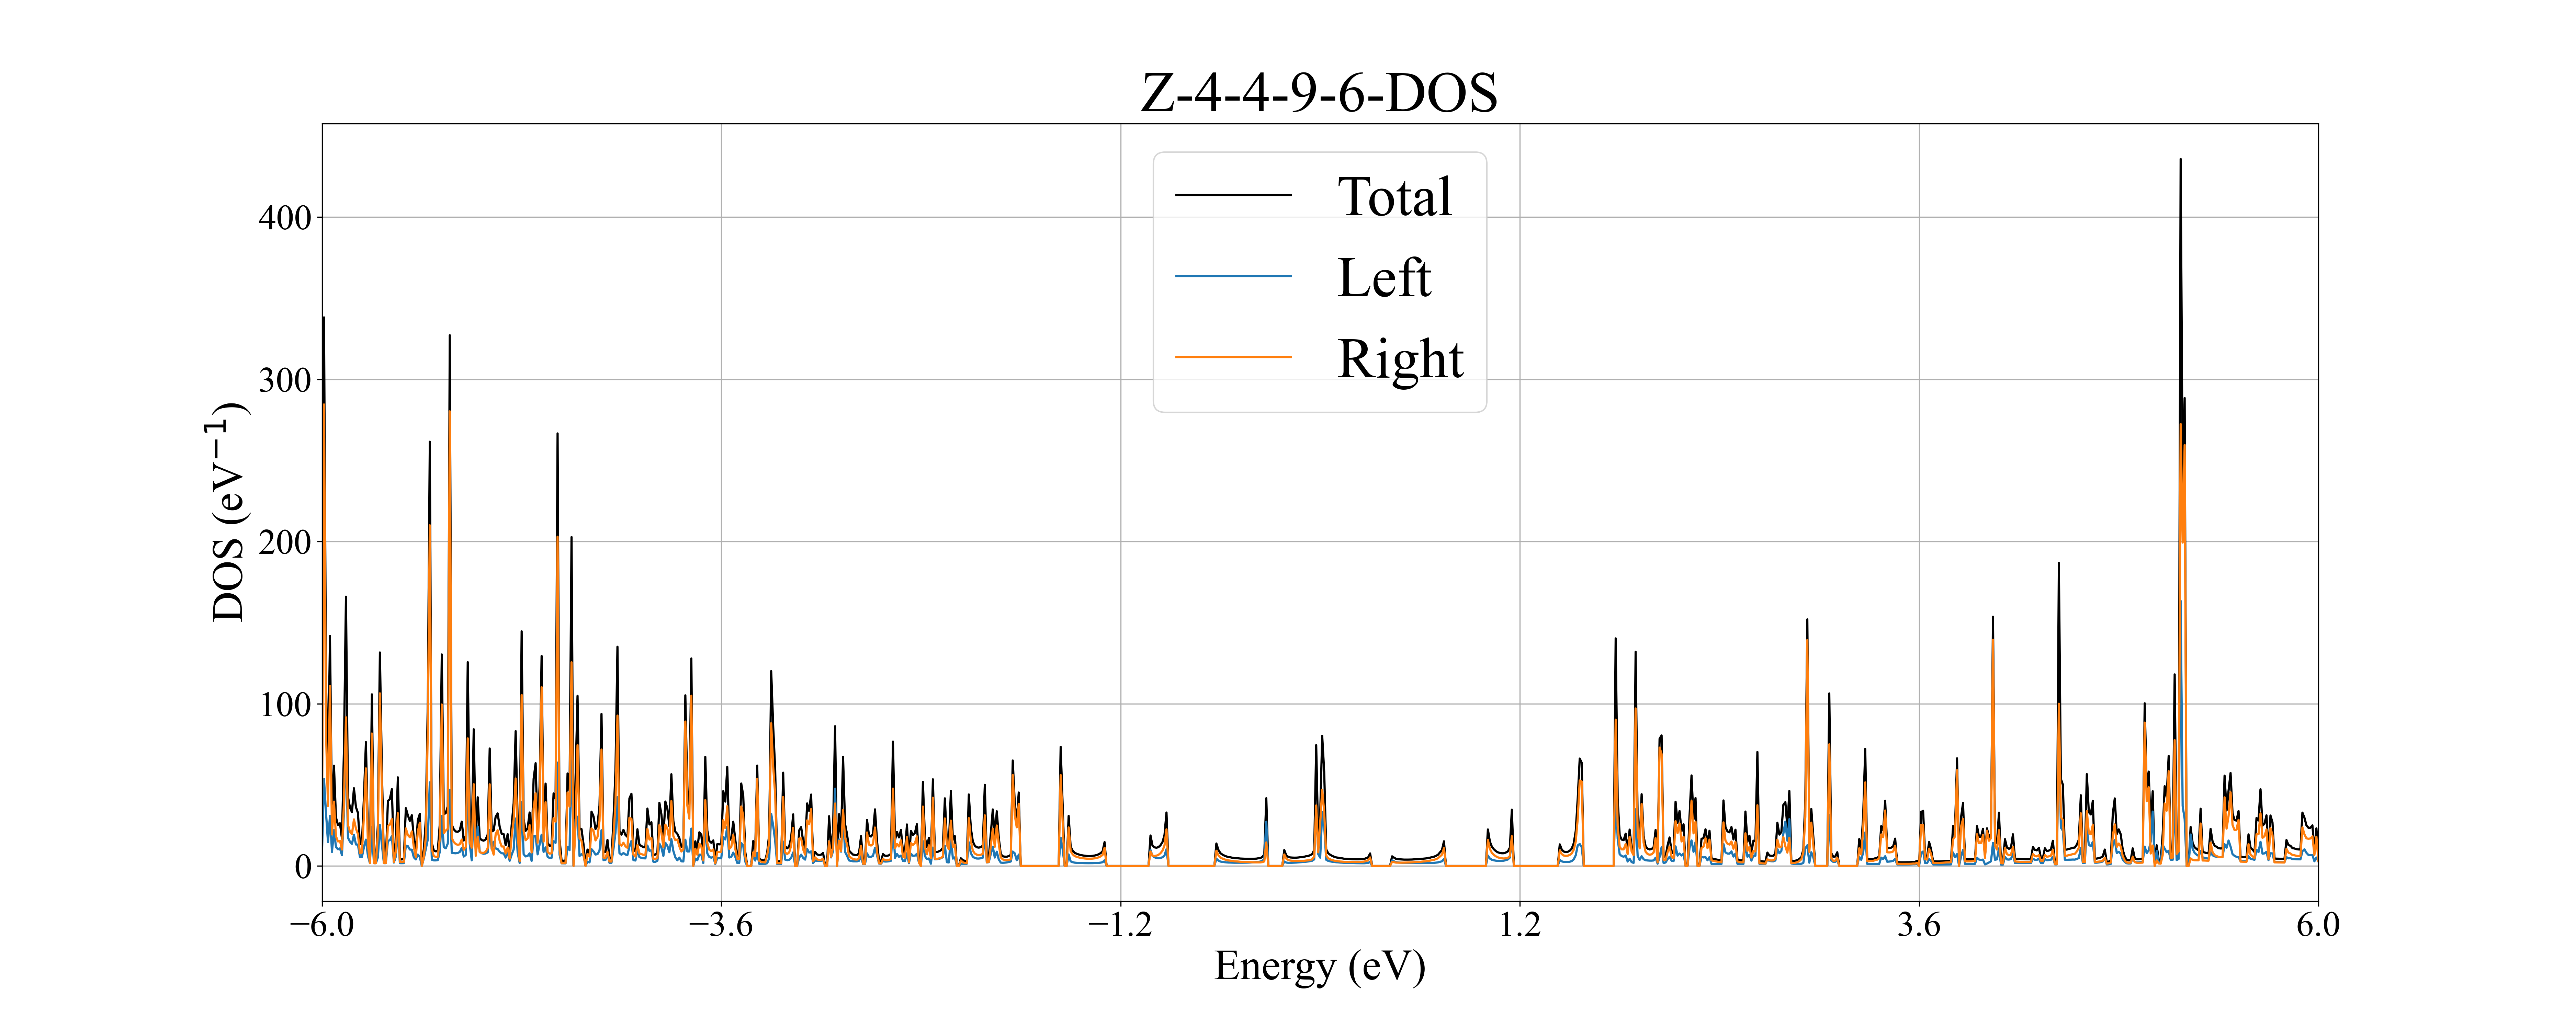 Z-4-4-9-6-DOS
Total
Left
Right
DOS (eV⁻¹)
400
300
200
100
0
−6.0 −3.6 −1.2 1.2 3.6 6.0
Energy (eV)